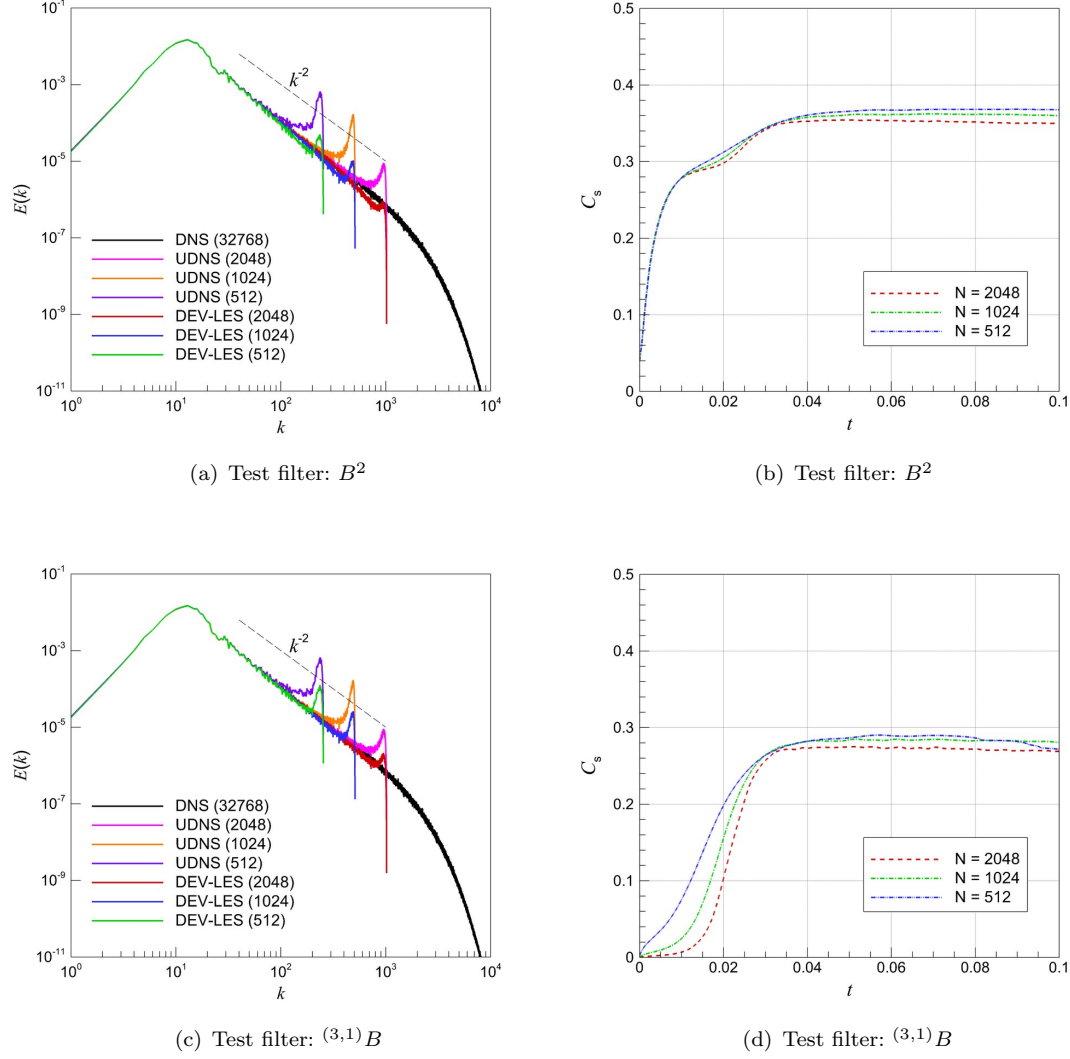 10^-1
10^-3
10^-5
10^-7
10^-9
10^-11
E(k)
k^-2
DNS (32768)
UDNS (2048)
UDNS (1024)
UDNS (512)
DEV-LES (2048)
DEV-LES (1024)
DEV-LES (512)
10^0
10^1
10^2
10^3
10^4
k
(a) Test filter: B^2
0.5
0.4
0.3
0.2
0.1
0
C_s
N = 2048
N = 1024
N = 512
0
0.02
0.04
0.06
0.08
0.1
t
(b) Test filter: B^2
10^-1
10^-3
10^-5
10^-7
10^-9
10^-11
E(k)
k^-2
DNS (32768)
UDNS (2048)
UDNS (1024)
UDNS (512)
DEV-LES (2048)
DEV-LES (1024)
DEV-LES (512)
10^0
10^1
10^2
10^3
10^4
k
(c) Test filter: ^(3,1)B
0.5
0.4
0.3
0.2
0.1
0
C_s
N = 2048
N = 1024
N = 512
0
0.02
0.04
0.06
0.08
0.1
t
(d) Test filter: ^(3,1)B